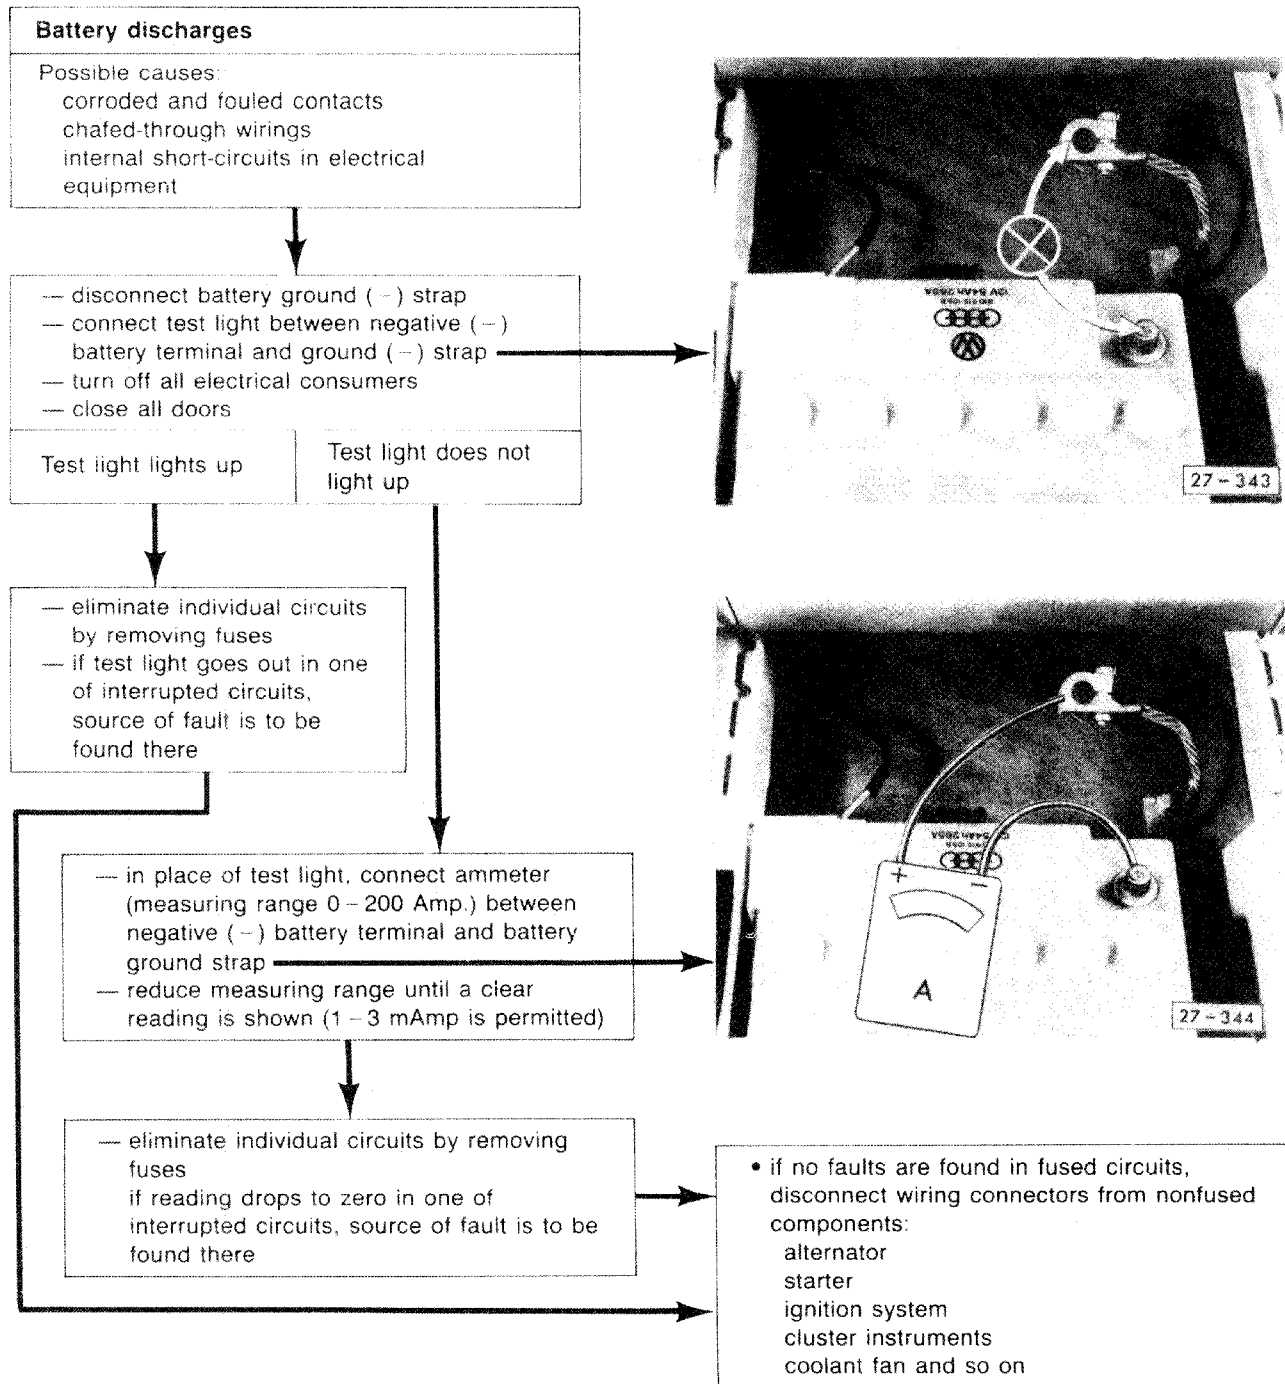 Battery discharges
Possible causes:
corroded and fouled contacts
chafed-through wirings
internal short-circuits in electrical
equipment
— disconnect battery ground (–) strap
— connect test light between negative (–)
battery terminal and ground (–) strap
— turn off all electrical consumers
— close all doors
Test light lights up
Test light does not
light up
12V 54Ah 265A
27-343
— eliminate individual circuits
by removing fuses
— if test light goes out in one
of interrupted circuits,
source of fault is to be
found there
— in place of test light, connect ammeter
(measuring range 0–200 Amp.) between
negative (–) battery terminal and battery
ground strap
— reduce measuring range until a clear
reading is shown (1–3 mAmp is permitted)
+ –
A
27-344
— eliminate individual circuits by removing
fuses
if reading drops to zero in one of
interrupted circuits, source of fault is to be
found there
• if no faults are found in fused circuits,
disconnect wiring connectors from nonfused
components:
alternator
starter
ignition system
cluster instruments
coolant fan and so on